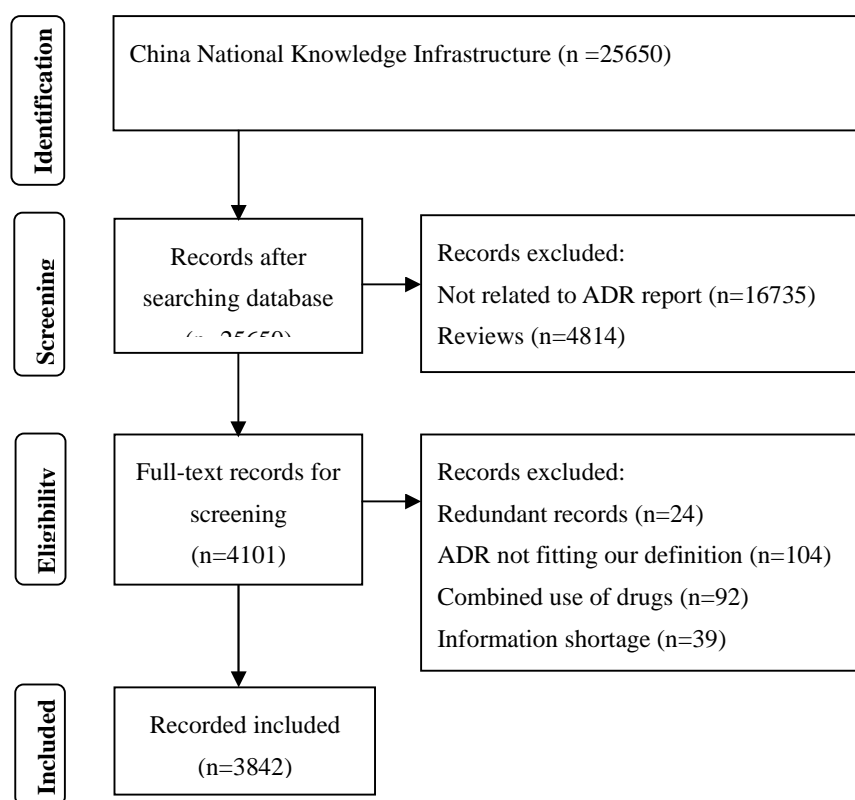 Identification
China National Knowledge Infrastructure (n =25650)
Screening
Records after
searching database
(n=25650)
Records excluded:
Not related to ADR report (n=16735)
Reviews (n=4814)
Eligibility
Full-text records for
screening
(n=4101)
Records excluded:
Redundant records (n=24)
ADR not fitting our definition (n=104)
Combined use of drugs (n=92)
Information shortage (n=39)
Included
Recorded included
(n=3842)